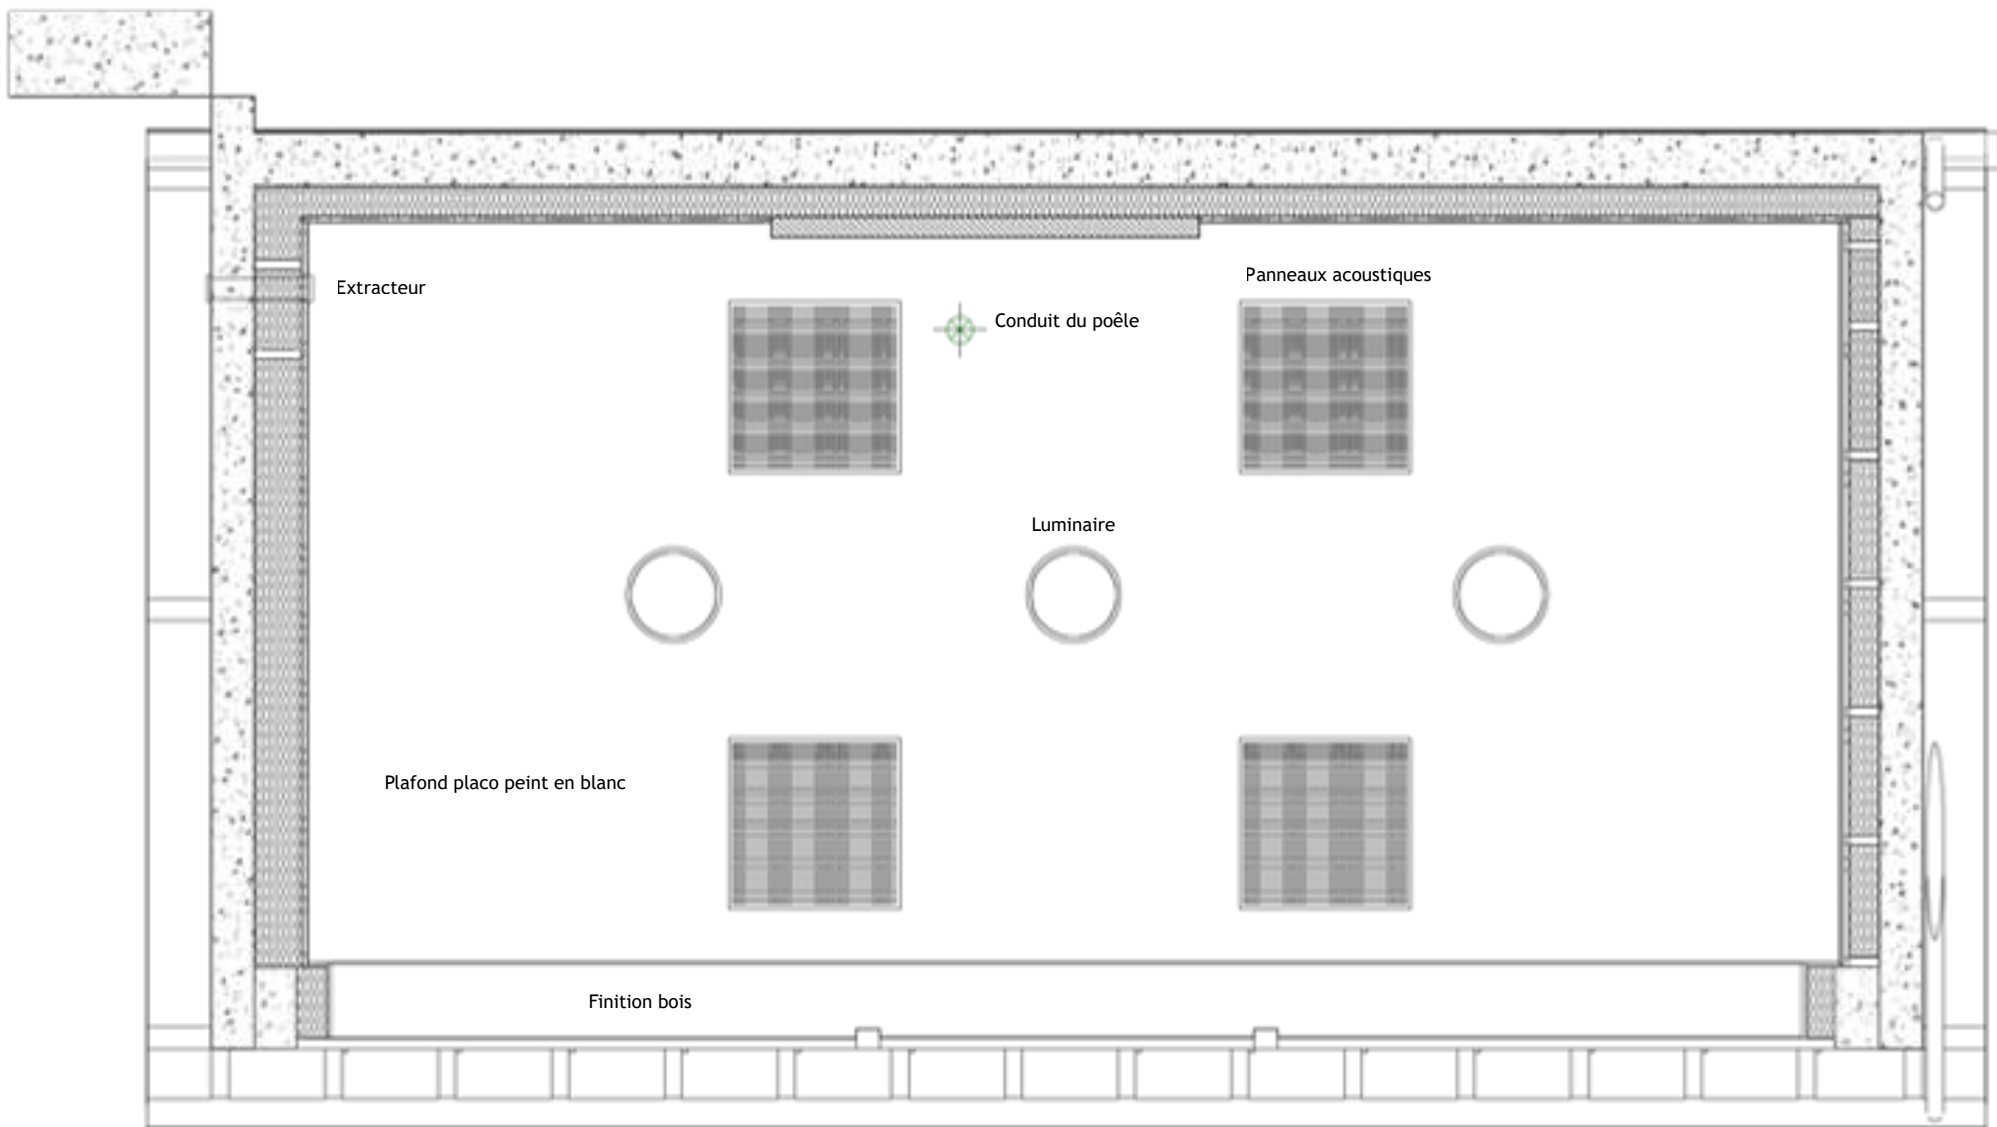 Panneaux acoustiques
Extracteur
Conduit du poêle
Luminaire
Plafond placo peint en blanc
Finition bois